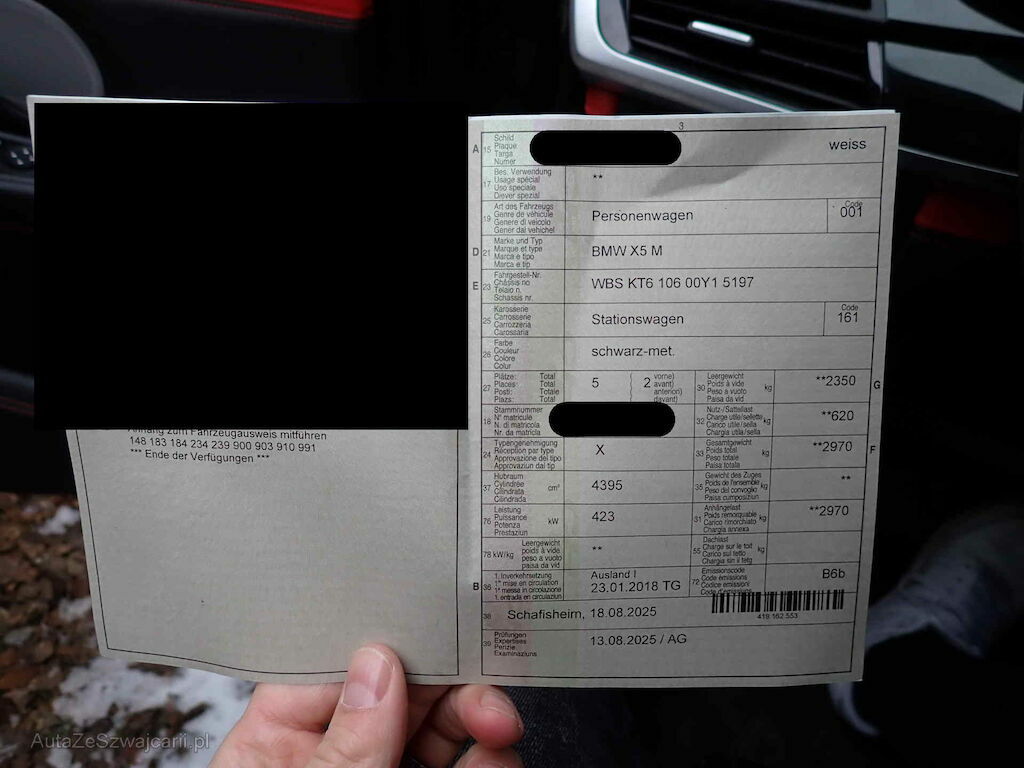 Anhang zum Fahrzeugausweis mitführen
148 183 184 234 239 900 903 910 991
*** Ende der Verfügungen ***
3
A 15 Schild
Plaque
Targa
Numer
weiss
17 Bes. Verwendung
Usage spécial
Uso speciale
Diever spezial
**
19 Art des Fahrzeugs
Genre de véhicule
Genere di veicolo
Gener dal vehichel
Personenwagen
Code
001
D 21 Marke und Typ
Marque et type
Marca e tipo
Marca e tip
BMW X5 M
E 23 Fahrgestell-Nr.
Châssis no
Telaio n.
Schassis nr.
WBS KT6 106 00Y1 5197
25 Karosserie
Carrosserie
Carrozzeria
Carossaria
Stationswagen
Code
161
26 Farbe
Couleur
Colore
Colur
schwarz-met.
27 Plätze: Total
Places: Total
Posti: Totale
Plazs: Total
5 ( 2 vorne)
avant)
anteriori)
davant)
30 Leergewicht
Poids à vide
Peso a vuoto
Paisa da vid
kg
**2350
G
18 Stammnummer
N° matricule
N. di matricola
Nr. da matricla
32 Nutz-/Sattellast
Charge utile/sellette
Carico utile/sella
Chargia utila/sella
kg
**620
24 Typengenehmigung
Réception par type
Approvazione del tipo
Approvaziun dal tip
X
33 Gesamtgewicht
Poids total
Peso totale
Paisa totala
kg
**2970
F
37 Hubraum
Cylindrée
Cilindrata
Cilindrada
cm³
4395
35 Gewicht des Zuges
Poids de l'ensemble
Peso del convoglio
Paisa cumposiziun
kg
**
76 Leistung
Puissance
Potenza
Prestaziun
kW
423
31 Anhängelast
Poids remorquable
Carico rimorchiato
Chargia annexa
kg
**2970
78 kW/kg Leergewicht
poids à vide
peso a vuoto
paisa da vid
**
55 Dachlast
Charge sur le toit
Carico sul tetto
Chargia sin il tetg
kg
B 36 1. Inverkehrsetzung
1re mise en circulation
1a messa in circolazione
1. entrada en circulaziun
Ausland I
23.01.2018 TG
72 Emissionscode
Code émissions
Codice emissioni
B6b
38 Schafisheim, 18.08.2025
419 162 553
39 Prüfungen
Expertises
Perizie
Examinaziuns
13.08.2025 / AG
AutaZeSzwajcarii.pl